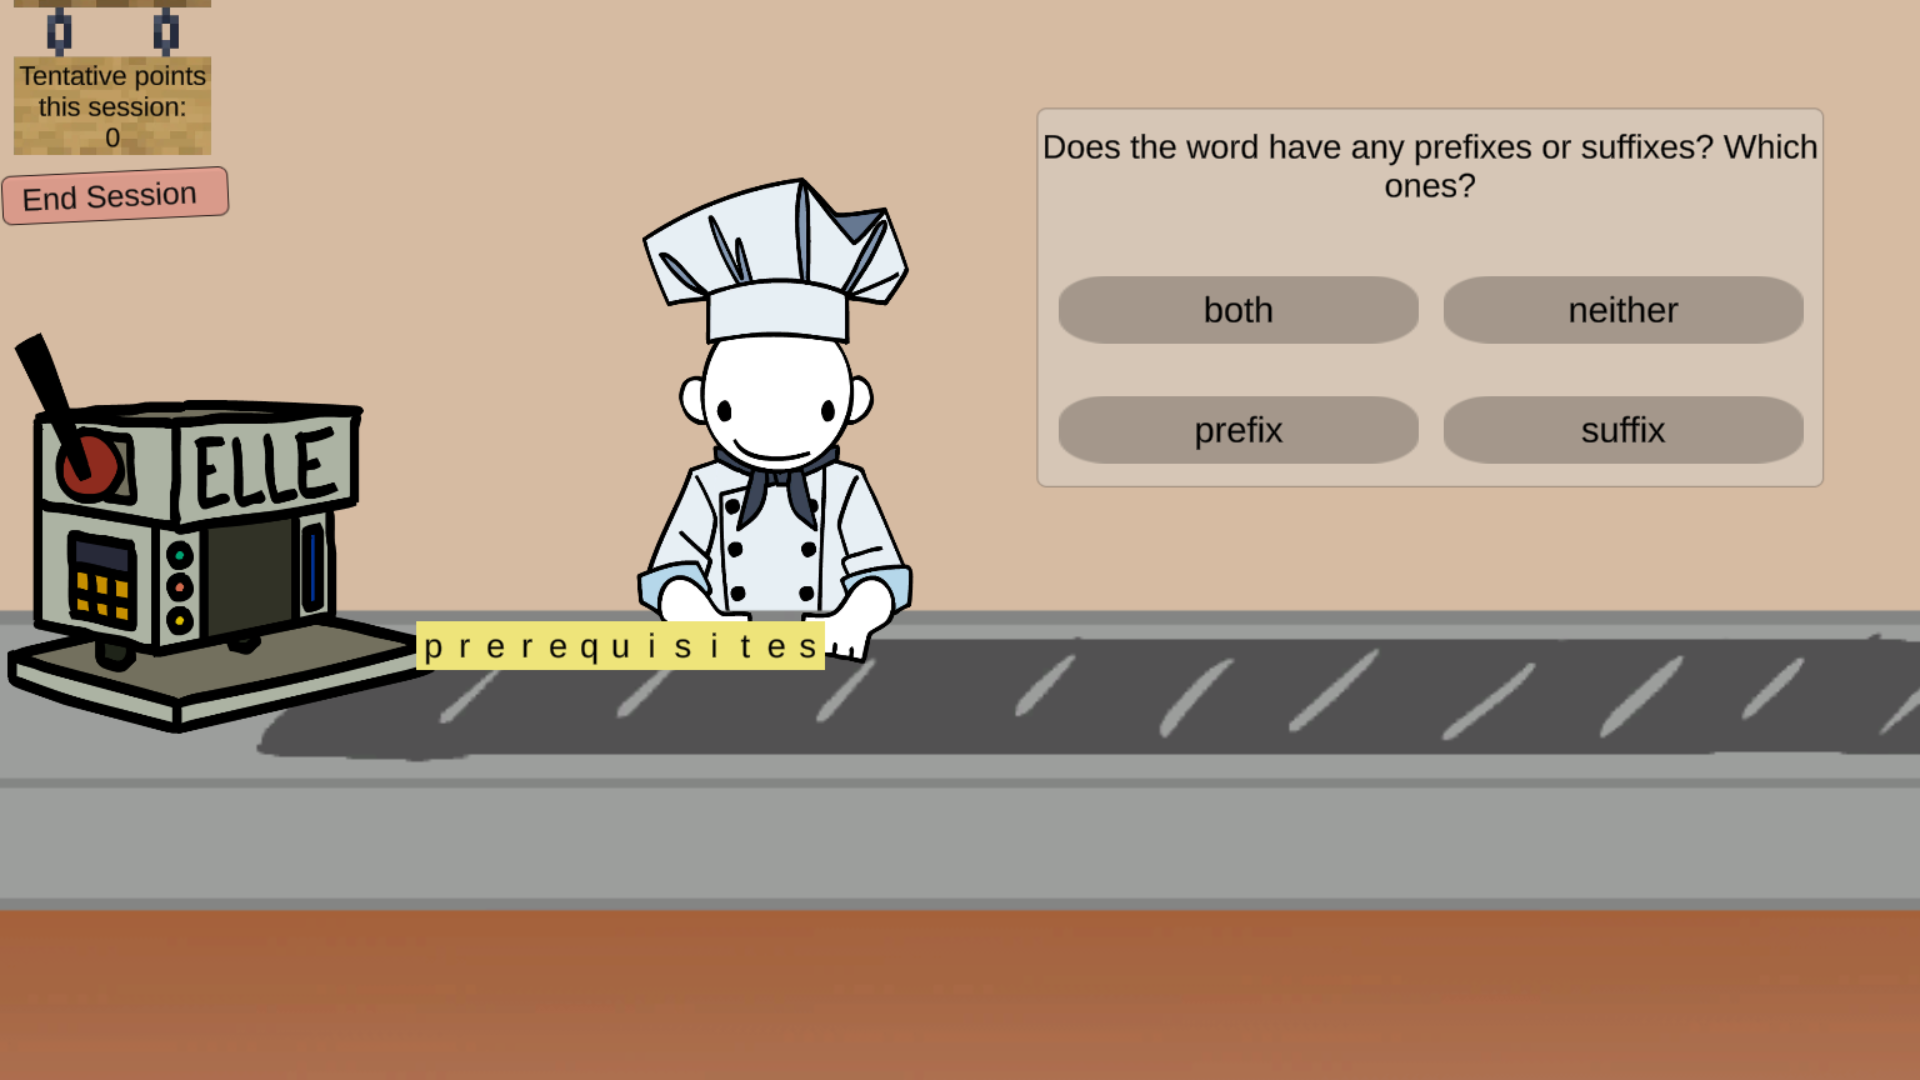 Tentative points
this session:
0
End Session
Does the word have any prefixes or suffixes? Which
ones?
both
neither
prefix
suffix
ELLE
prerequisites